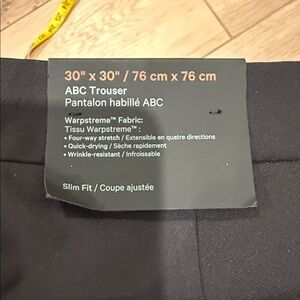 30" x 30" / 76 cm x 76 cm
ABC Trouser
Pantalon habillé ABC
Warpstreme™ Fabric:
Tissu Warpstreme™ :
• Four-way stretch / Extensible en quatre directions
• Quick-drying / Sèche rapidement
• Wrinkle-resistant / Infroissable
Slim Fit / Coupe ajustée